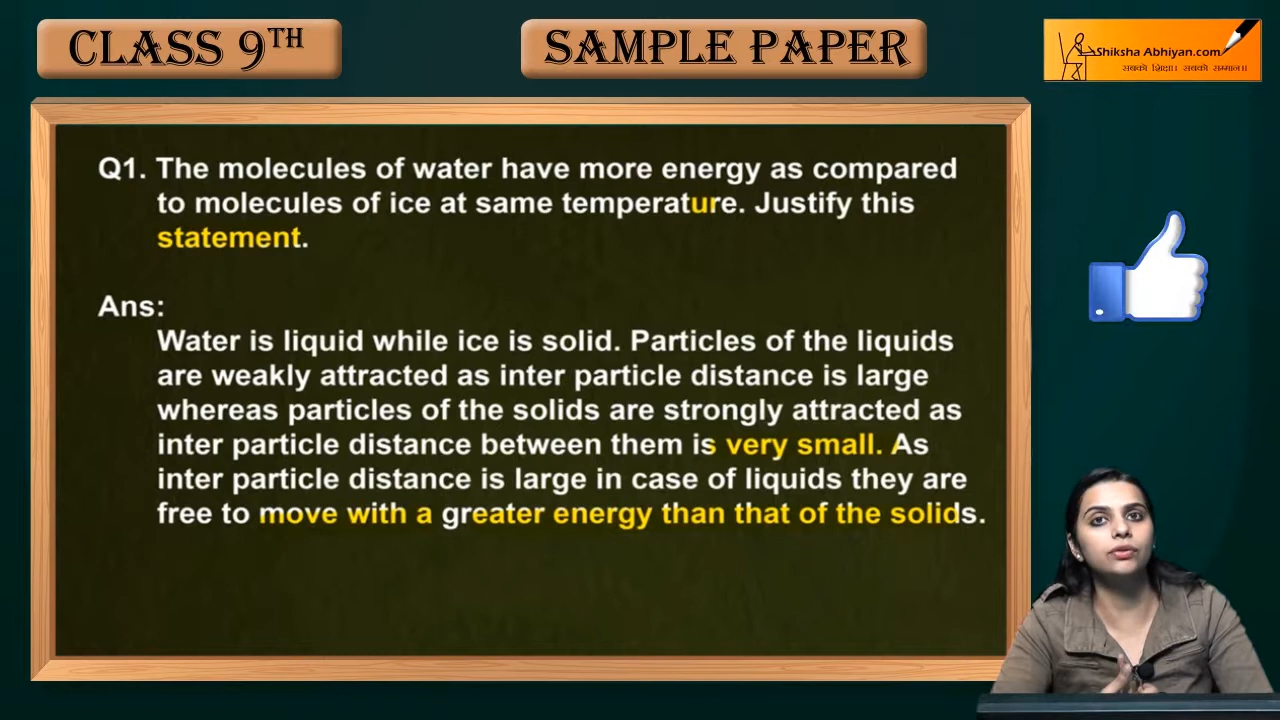 CLASS 9TH
SAMPLE PAPER
Shiksha Abhiyan.com
सबको शिक्षा। सबको सम्मान।।
Q1. The molecules of water have more energy as compared
to molecules of ice at same temperature. Justify this
statement.
Ans:
Water is liquid while ice is solid. Particles of the liquids
are weakly attracted as inter particle distance is large
whereas particles of the solids are strongly attracted as
inter particle distance between them is very small. As
inter particle distance is large in case of liquids they are
free to move with a greater energy than that of the solids.